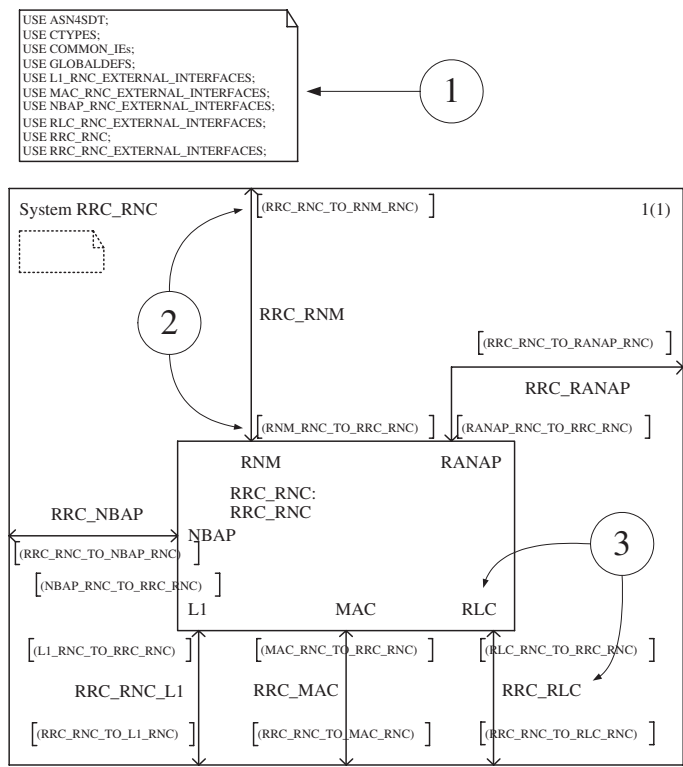 USE ASN4SDT;
USE CTYPES;
USE COMMON_IEs;
USE GLOBALDEFS;
USE L1_RNC_EXTERNAL_INTERFACES;
USE MAC_RNC_EXTERNAL_INTERFACES;
USE NBAP_RNC_EXTERNAL_INTERFACES;
USE RLC_RNC_EXTERNAL_INTERFACES;
USE RRC_RNC;
USE RRC_RNC_EXTERNAL_INTERFACES;
1
System RRC_RNC
[(RRC_RNC_TO_RNM_RNC) ]
1(1)
2
RRC_RNM
[(RRC_RNC_TO_RANAP_RNC) ]
RRC_RANAP
[(RNM_RNC_TO_RRC_RNC) ]
[(RANAP_RNC_TO_RRC_RNC) ]
RNM
RANAP
RRC_RNC:
RRC_RNC
RRC_NBAP
NBAP
3
[(RRC_RNC_TO_NBAP_RNC) ]
[(NBAP_RNC_TO_RRC_RNC) ]
L1
MAC
RLC
[(L1_RNC_TO_RRC_RNC) ]
[(MAC_RNC_TO_RRC_RNC) ]
[(RLC_RNC_TO_RRC_RNC) ]
RRC_RNC_L1
RRC_MAC
RRC_RLC
[(RRC_RNC_TO_L1_RNC) ]
[(RRC_RNC_TO_MAC_RNC) ]
[(RRC_RNC_TO_RLC_RNC) ]